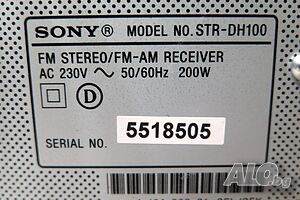 SONY® MODEL NO. STR-DH100
FM STEREO/FM-AM RECEIVER
AC 230V ~ 50/60Hz 200W
D
SERIAL NO. 5518505
ALO.bg